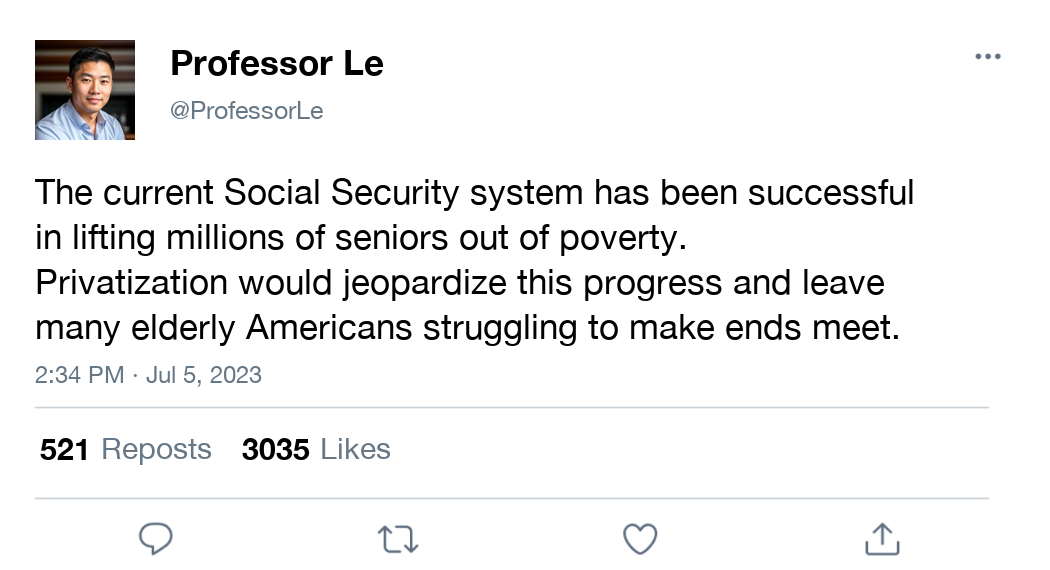 Professor Le
@ProfessorLe
The current Social Security system has been successful
in lifting millions of seniors out of poverty.
Privatization would jeopardize this progress and leave
many elderly Americans struggling to make ends meet.
2:34 PM · Jul 5, 2023
521 Reposts 3035 Likes